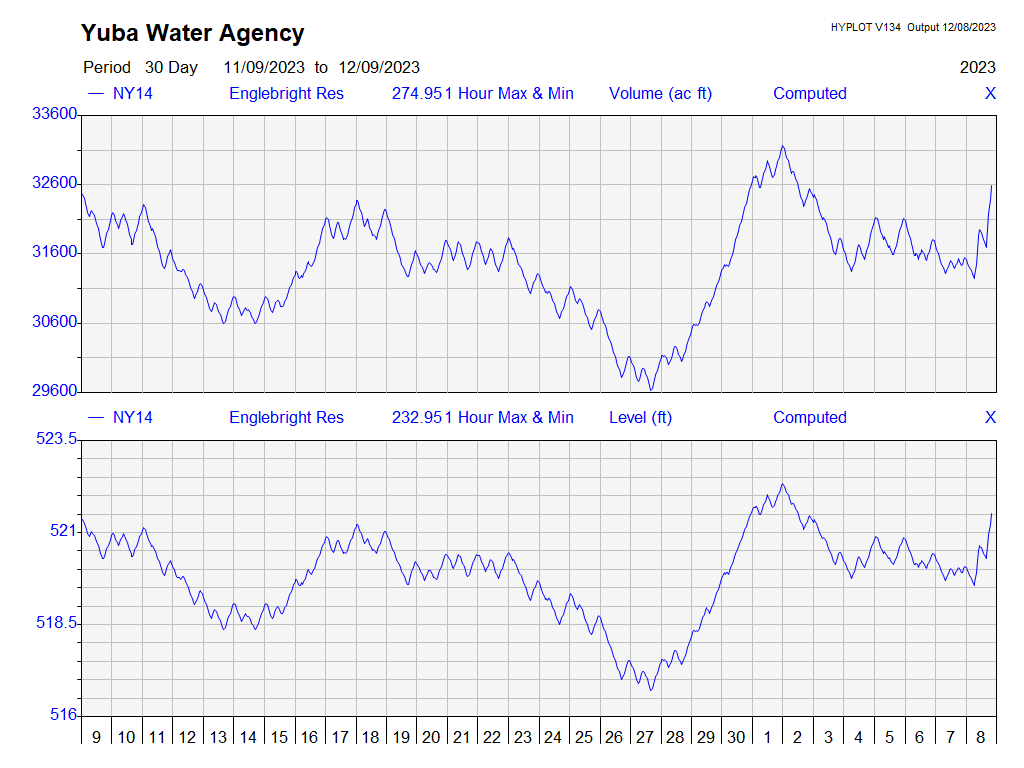 Yuba Water Agency
HYPLOT V134 Output 12/08/2023
Period 30 Day 11/09/2023 to 12/09/2023
2023
— NY14 Englebright Res 274.951 Hour Max & Min Volume (ac ft) Computed X
33600
32600
31600
30600
29600
— NY14 Englebright Res 232.951 Hour Max & Min Level (ft) Computed X
523.5
521
518.5
516
9 10 11 12 13 14 15 16 17 18 19 20 21 22 23 24 25 26 27 28 29 30 1 2 3 4 5 6 7 8